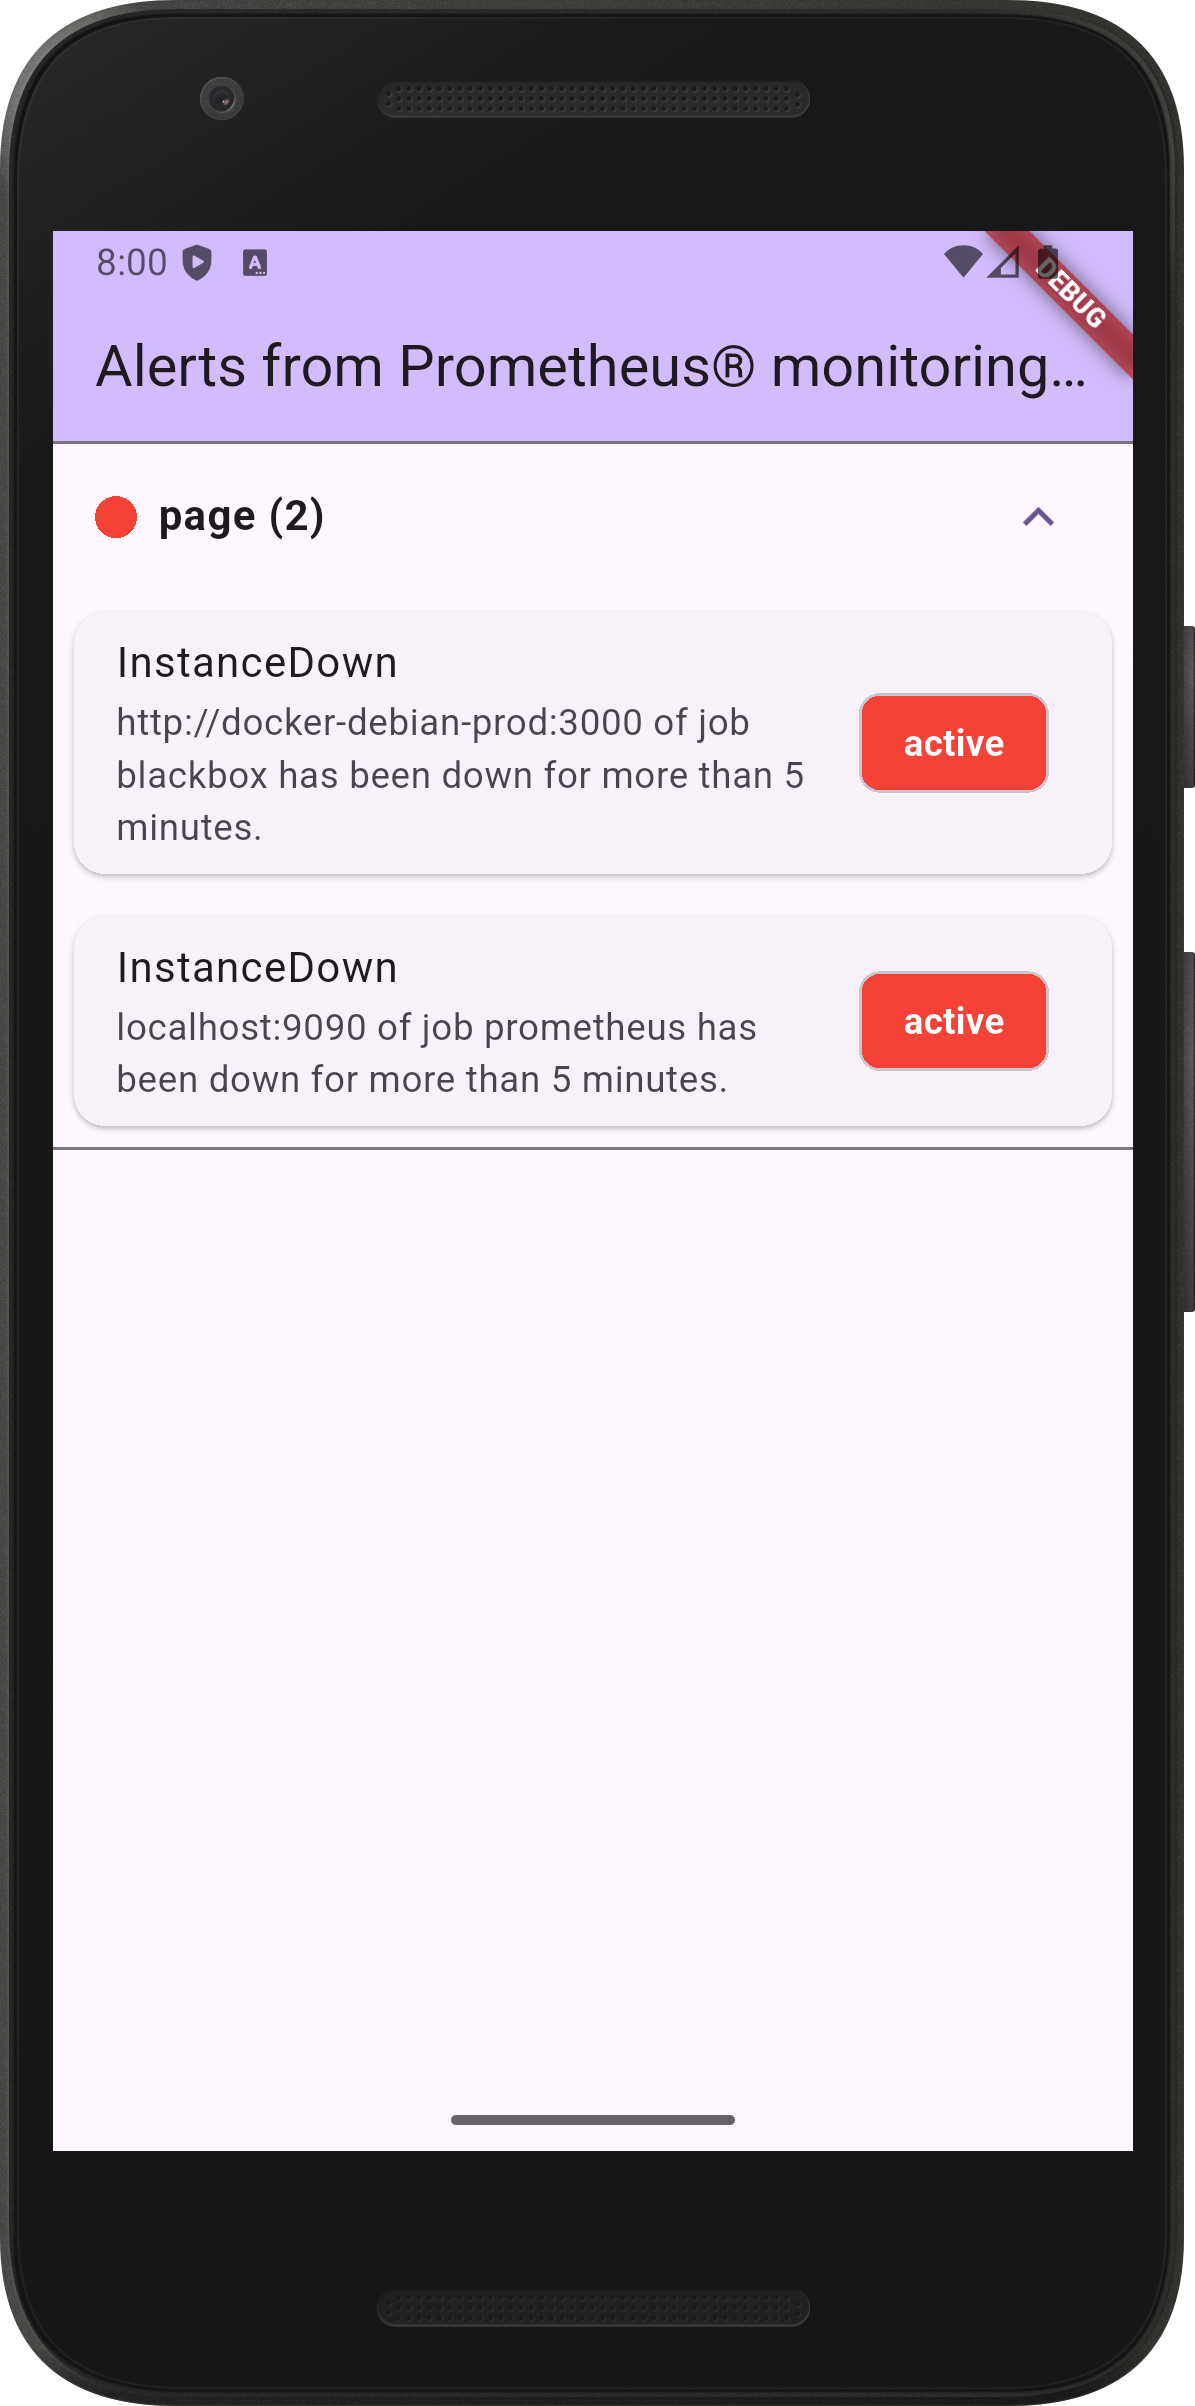 8:00
DEBUG
Alerts from Prometheus® monitoring...
page (2)
InstanceDown
http://docker-debian-prod:3000 of job
blackbox has been down for more than 5
minutes.
active
InstanceDown
localhost:9090 of job prometheus has
been down for more than 5 minutes.
active